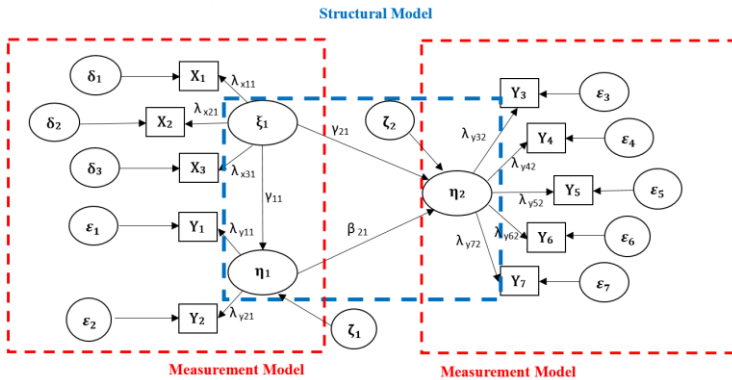 Structural Model
δ₁
X₁
λₓ₁₁
δ₂
X₂
λₓ₂₁
ξ₁
δ₃
X₃
λₓ₃₁
γ₂₁
ζ₂
γ₁₁
ε₁
Y₁
λy₁₁
η₁
β₂₁
ε₂
Y₂
λy₂₁
ζ₁
η₂
λy₃₂
Y₃
ε₃
λy₄₂
Y₄
ε₄
λy₅₂
Y₅
ε₅
λy₆₂
Y₆
ε₆
λy₇₂
Y₇
ε₇
Measurement Model
Measurement Model